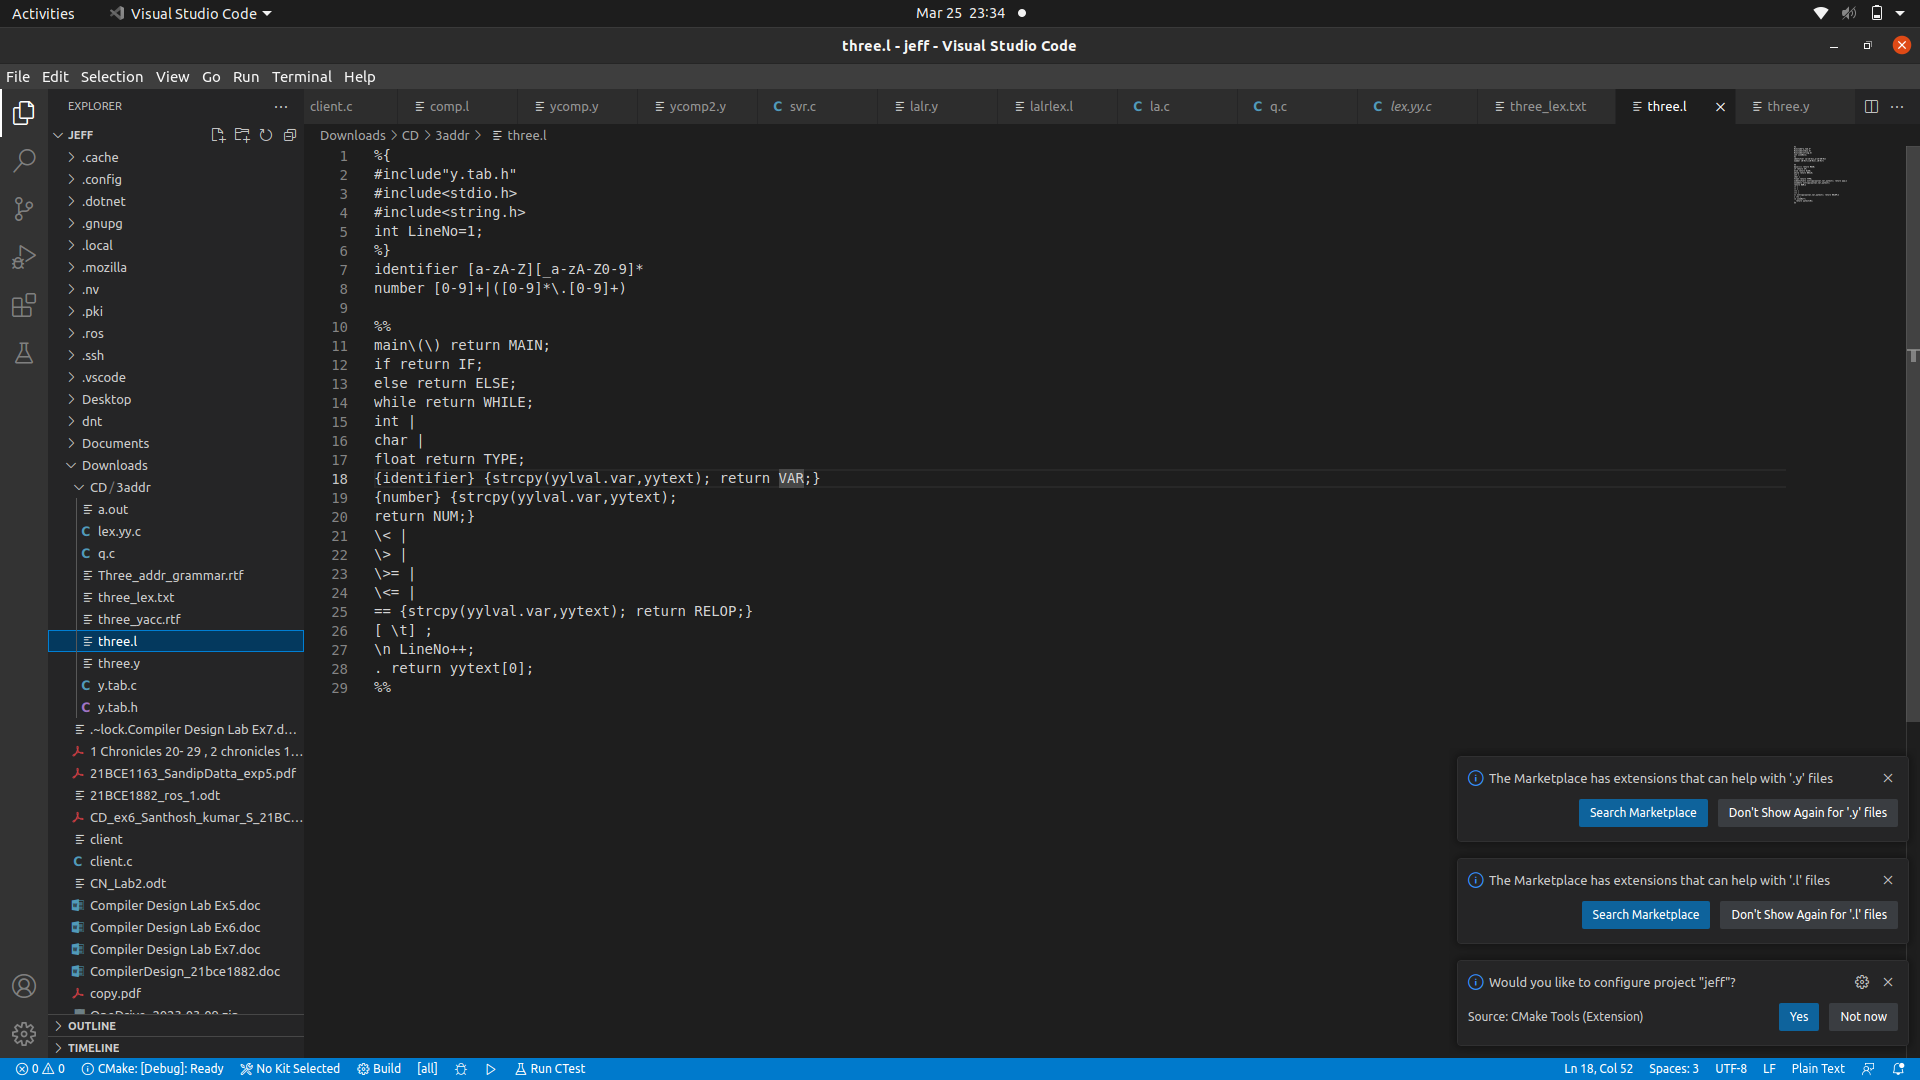 Activities
Visual Studio Code
Mar 25 23:34
three.l - jeff - Visual Studio Code
File Edit Selection View Go Run Terminal Help
EXPLORER
client.c
comp.l
ycomp.y
ycomp2.y
C svr.c
lalr.y
lalrlex.l
C la.c
C q.c
C lex.yy.c
three_lex.txt
three.l
three.y
JEFF
Downloads > CD > 3addr > three.l
.cache
.config
.dotnet
.gnupg
.local
.mozilla
.nv
.pki
.ros
.ssh
.vscode
Desktop
dnt
Documents
Downloads
CD / 3addr
a.out
C lex.yy.c
C q.c
Three_addr_grammar.rtf
three_lex.txt
three_yacc.rtf
three.l
three.y
C y.tab.c
C y.tab.h
.~lock.Compiler Design Lab Ex7.d...
1 Chronicles 20- 29 , 2 chronicles 1...
21BCE1163_SandipDatta_exp5.pdf
21BCE1882_ros_1.odt
CD_ex6_Santhosh_kumar_S_21BC...
client
C client.c
CN_Lab2.odt
Compiler Design Lab Ex5.doc
Compiler Design Lab Ex6.doc
Compiler Design Lab Ex7.doc
CompilerDesign_21bce1882.doc
copy.pdf
OUTLINE
TIMELINE
1 %{
2 #include"y.tab.h"
3 #include<stdio.h>
4 #include<string.h>
5 int LineNo=1;
6 %}
7 identifier [a-zA-Z][_a-zA-Z0-9]*
8 number [0-9]+|([0-9]*\.[0-9]+)
9
10 %%
11 main\(\) return MAIN;
12 if return IF;
13 else return ELSE;
14 while return WHILE;
15 int |
16 char |
17 float return TYPE;
18 {identifier} {strcpy(yylval.var,yytext); return VAR;}
19 {number} {strcpy(yylval.var,yytext);
20 return NUM;}
21 \< |
22 \> |
23 \>= |
24 \<= |
25 == {strcpy(yylval.var,yytext); return RELOP;}
26 [ \t] ;
27 \n LineNo++;
28 . return yytext[0];
29 %%
The Marketplace has extensions that can help with '.y' files
Search Marketplace
Don't Show Again for '.y' files
The Marketplace has extensions that can help with '.l' files
Search Marketplace
Don't Show Again for '.l' files
Would you like to configure project "jeff"?
Source: CMake Tools (Extension)
Yes
Not now
0 0 CMake: [Debug]: Ready No Kit Selected Build [all] Run CTest
Ln 18, Col 52 Spaces: 3 UTF-8 LF Plain Text